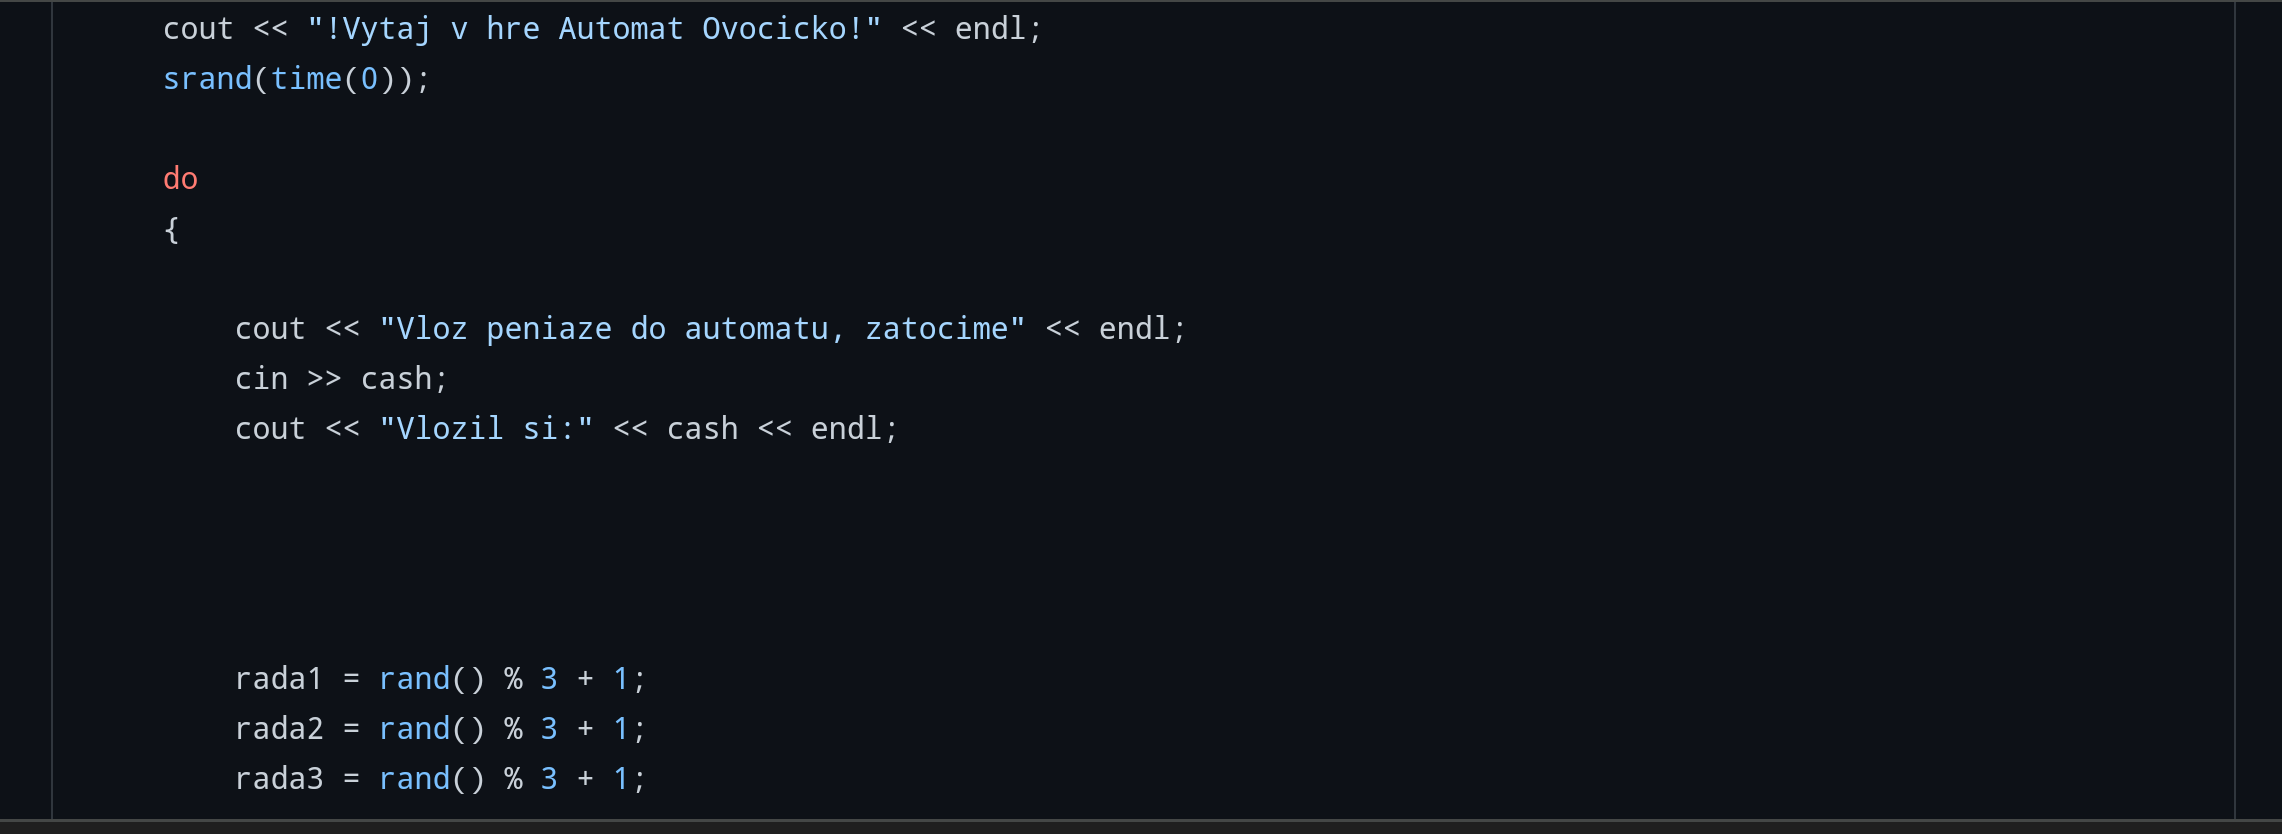 cout << "!Vytaj v hre Automat Ovocicko!" << endl;
srand(time(0));
do
{
cout << "Vloz peniaze do automatu, zatocime" << endl;
cin >> cash;
cout << "Vlozil si:" << cash << endl;
rada1 = rand() % 3 + 1;
rada2 = rand() % 3 + 1;
rada3 = rand() % 3 + 1;